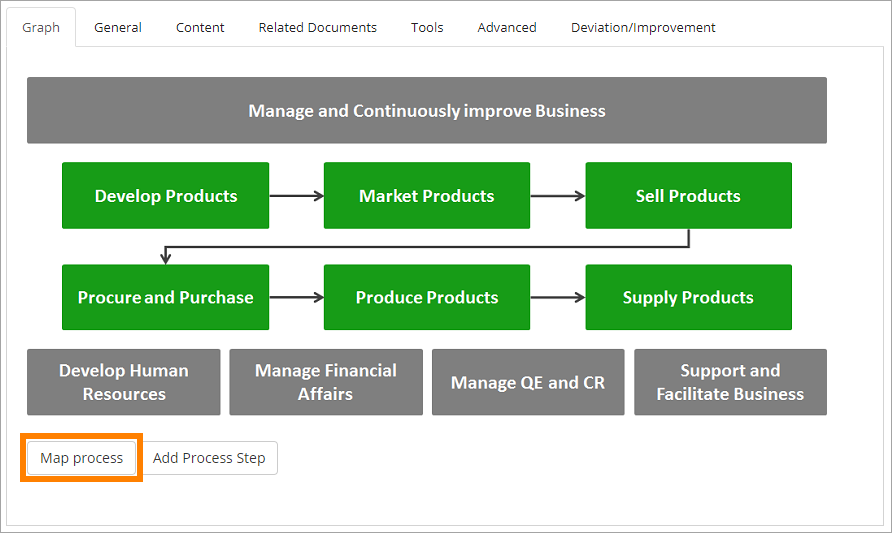 Graph General Content Related Documents Tools Advanced Deviation/Improvement
Manage and Continuously improve Business
Develop Products Market Products Sell Products
Procure and Purchase Produce Products Supply Products
Develop Human
Resources
Manage Financial
Affairs
Manage QE and CR
Support and
Facilitate Business
Map process Add Process Step